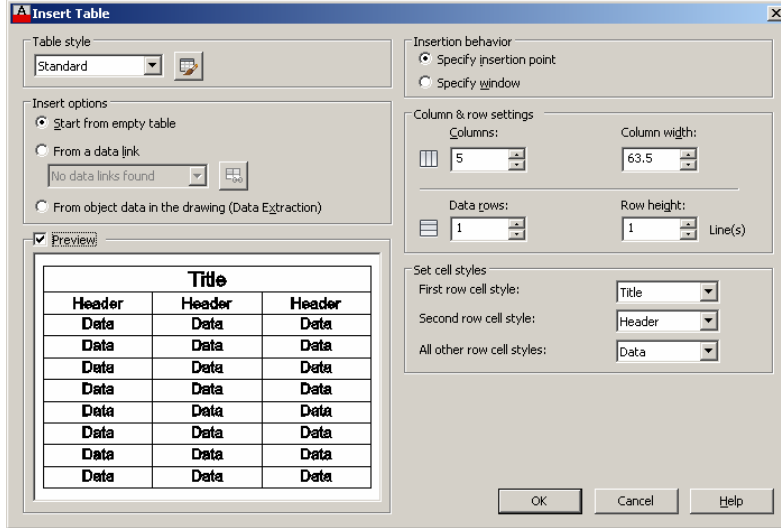 Insert Table
Table style
Standard
Insert options
Start from empty table
From a data link
No data links found
From object data in the drawing (Data Extraction)
Preview
Title
Header Header Header
Data Data Data
Data Data Data
Data Data Data
Data Data Data
Data Data Data
Data Data Data
Data Data Data
Data Data Data
Insertion behavior
Specify insertion point
Specify window
Column & row settings
Columns: Column width:
5 63.5
Data rows: Row height:
1 1 Line(s)
Set cell styles
First row cell style: Title
Second row cell style: Header
All other row cell styles: Data
OK Cancel Help